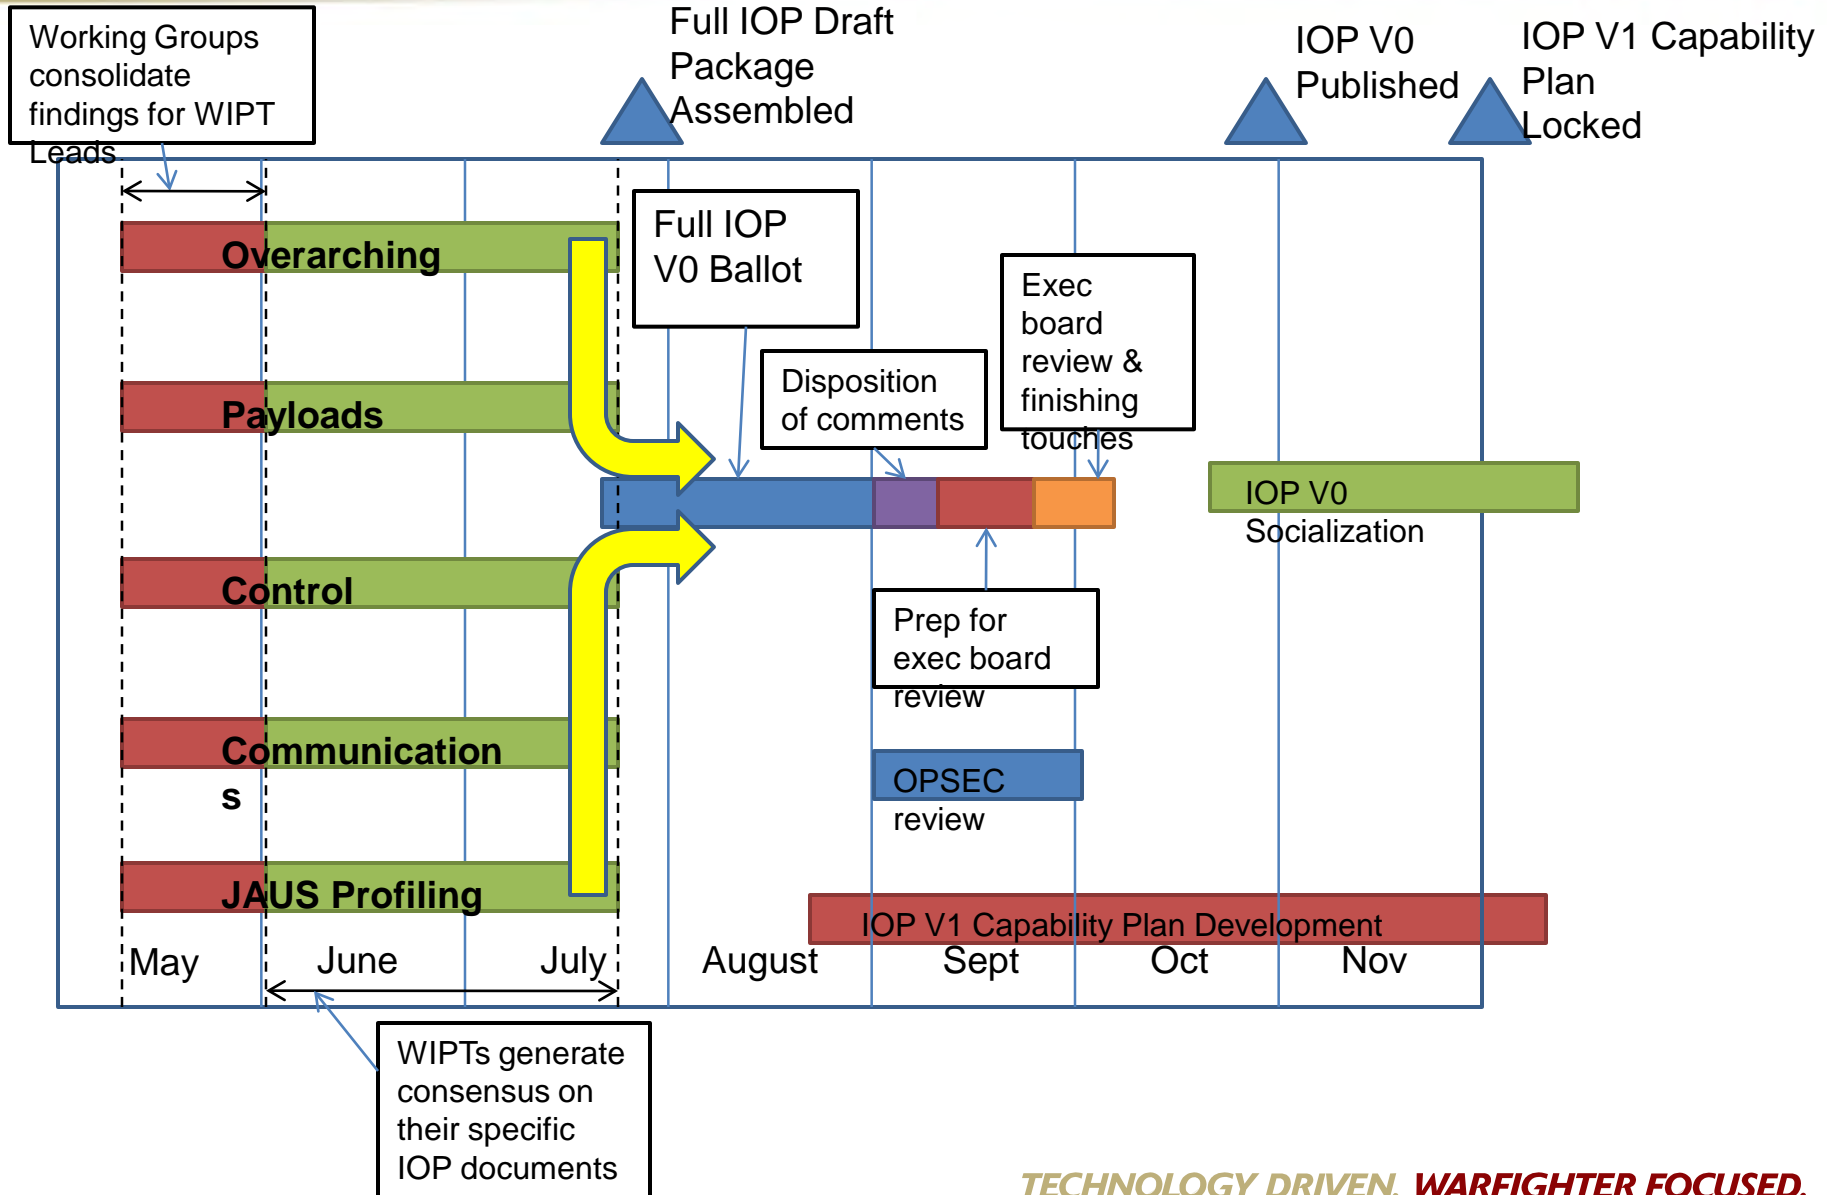 Working Groups
consolidate
findings for WIPT
Leads
Full IOP Draft
Package
Assembled
IOP V0
Published
IOP V1 Capability
Plan
Locked
Overarching
Full IOP
V0 Ballot
Exec
board
review &
finishing
touches
Disposition
of comments
Payloads
IOP V0
Socialization
Control
Prep for
exec board
review
Communication
s
OPSEC
review
JAUS Profiling
IOP V1 Capability Plan Development
May
June
July
August
Sept
Oct
Nov
WIPTs generate
consensus on
their specific
IOP documents
TECHNOLOGY DRIVEN. WARFIGHTER FOCUSED.